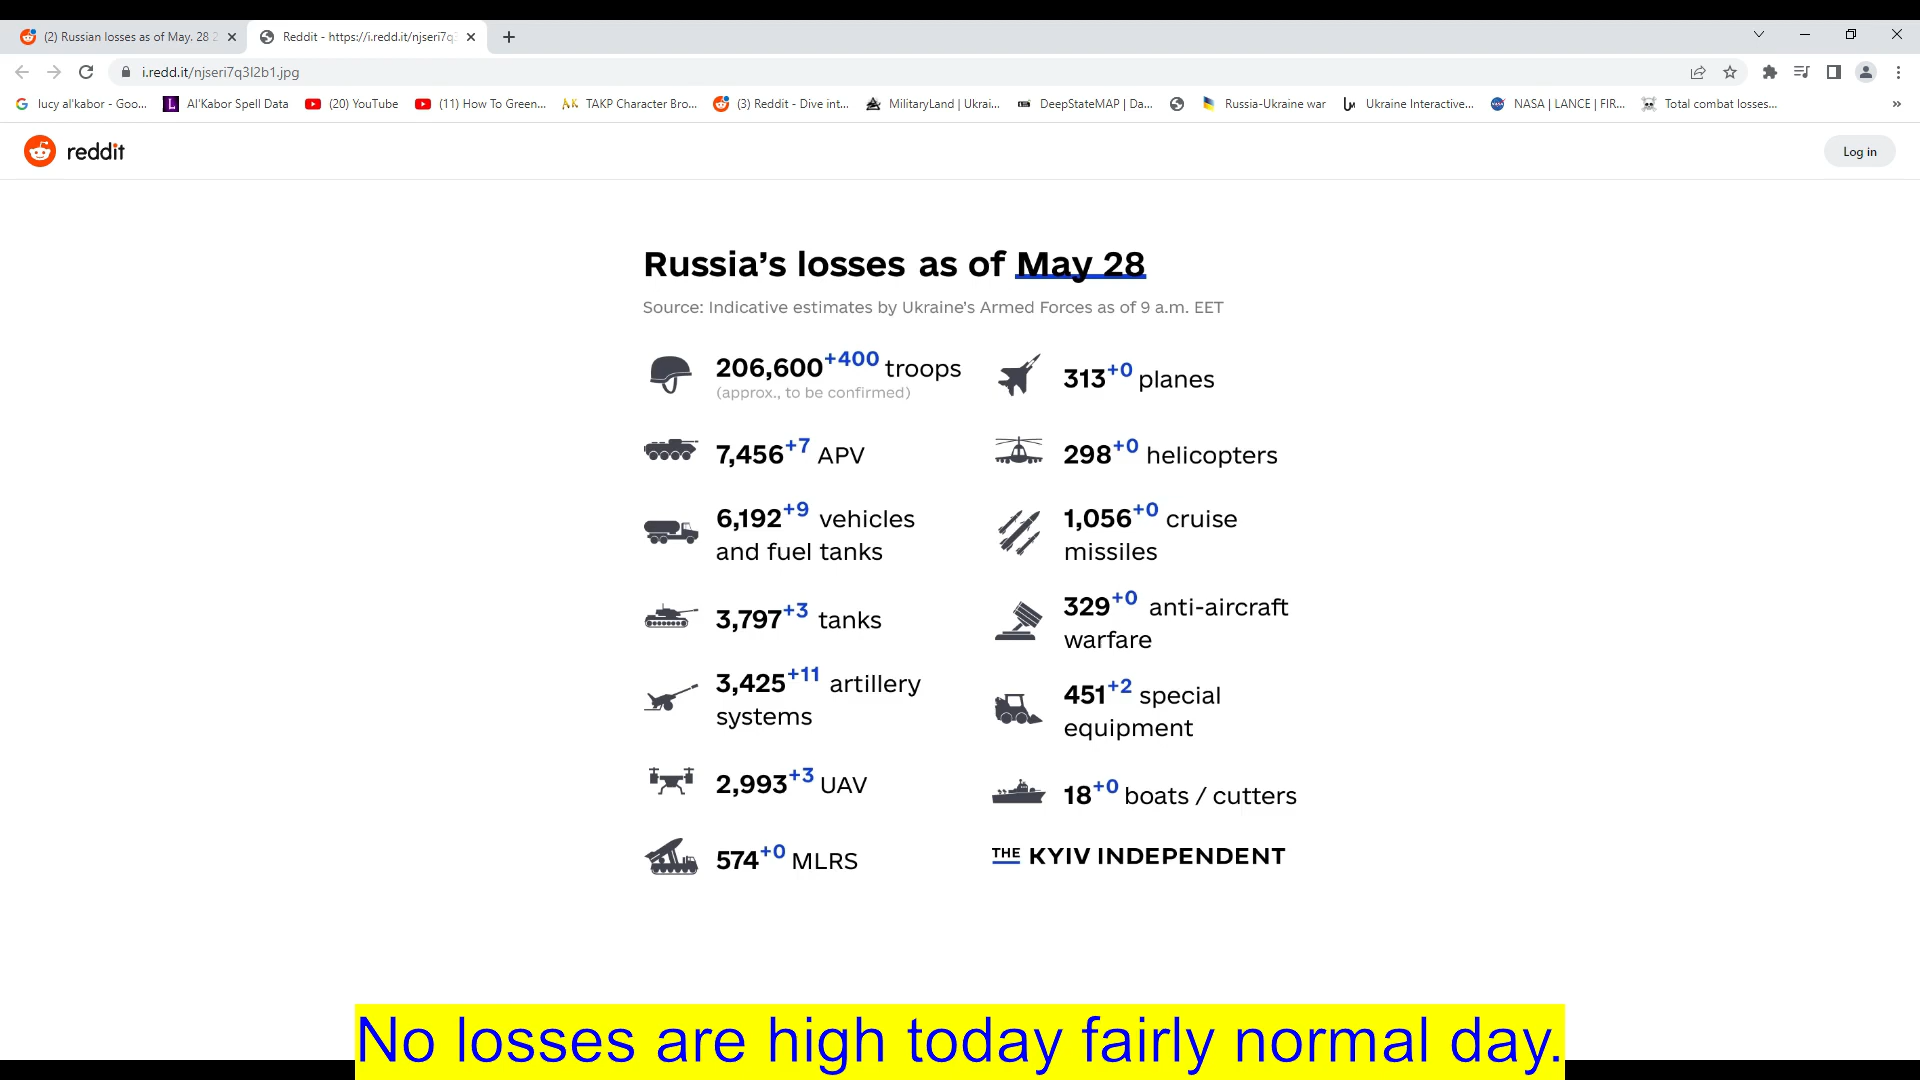 (2) Russian losses as of May. 28 2
Reddit - https://i.redd.it/njseri7q3
i.redd.it/njseri7q3l2b1.jpg
lucy al'kabor - Goo...
Al'Kabor Spell Data
(20) YouTube
(11) How To Green...
AK TAKP Character Bro...
(3) Reddit - Dive int...
MilitaryLand | Ukrai...
DeepStateMAP | Da...
Russia-Ukraine war
Ukraine Interactive...
NASA | LANCE | FIR...
Total combat losses...
reddit
Log in
Russia's losses as of May 28
Source: Indicative estimates by Ukraine's Armed Forces as of 9 a.m. EET
206,600+400 troops
(approx., to be confirmed)
7,456+7 APV
6,192+9 vehicles
and fuel tanks
3,797+3 tanks
3,425+11 artillery
systems
2,993+3 UAV
574+0 MLRS
313+0 planes
298+0 helicopters
1,056+0 cruise
missiles
329+0 anti-aircraft
warfare
451+2 special
equipment
18+0 boats / cutters
THE KYIV INDEPENDENT
No losses are high today fairly normal day.